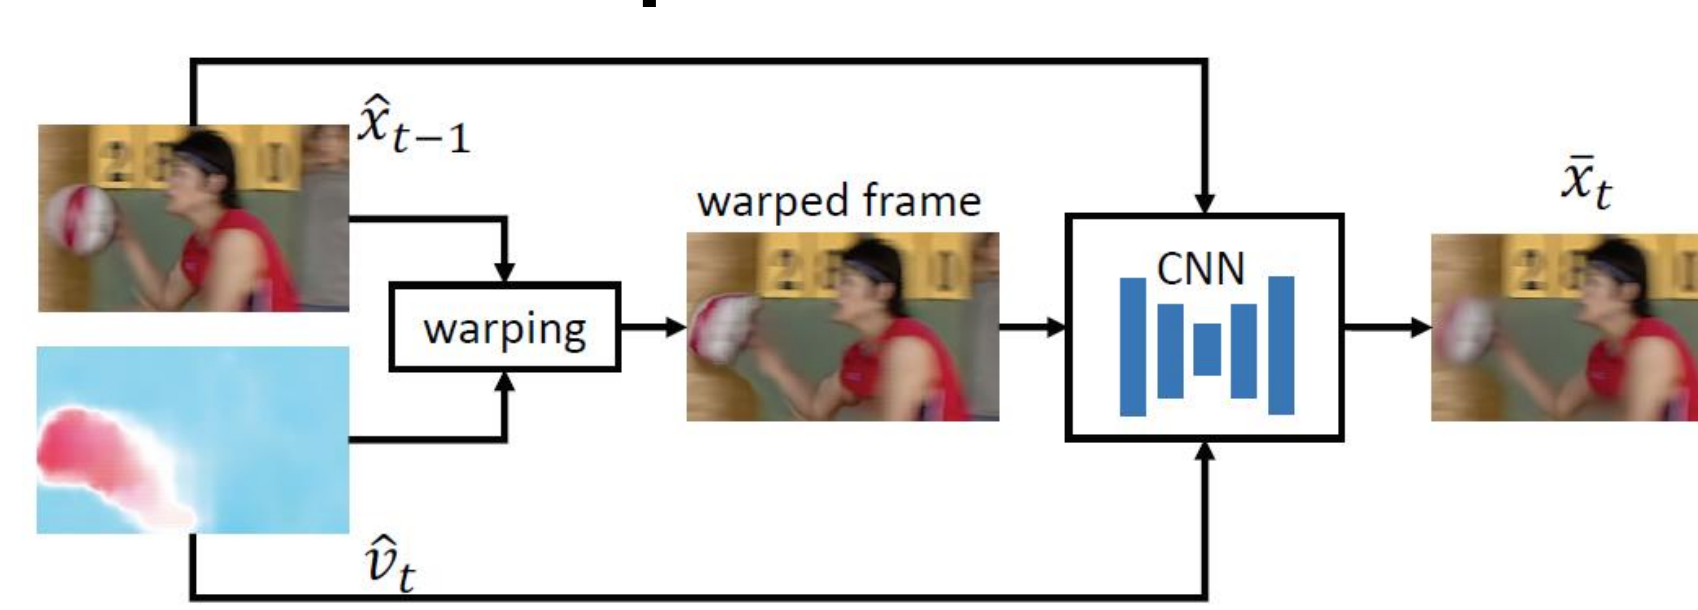 x̂ₜ₋₁
warped frame
x̄ₜ
CNN
warping
v̂ₜ